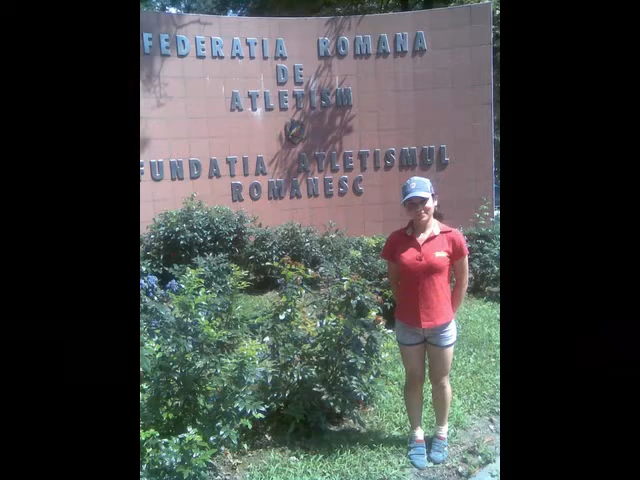 FEDERATIA ROMANA
DE
ATLETISM
FUNDATIA ATLETISMUL
ROMANESC